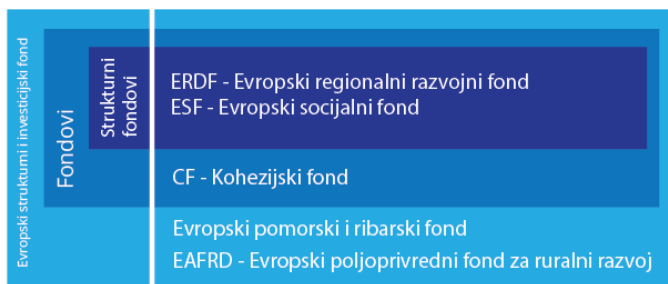 Evropski strukturni i investicijski fond
Fondovi
Strukturni
fondovi
ERDF - Evropski regionalni razvojni fond
ESF - Evropski socijalni fond
CF - Kohezijski fond
Evropski pomorski i ribarski fond
EAFRD - Evropski poljoprivredni fond za ruralni razvoj